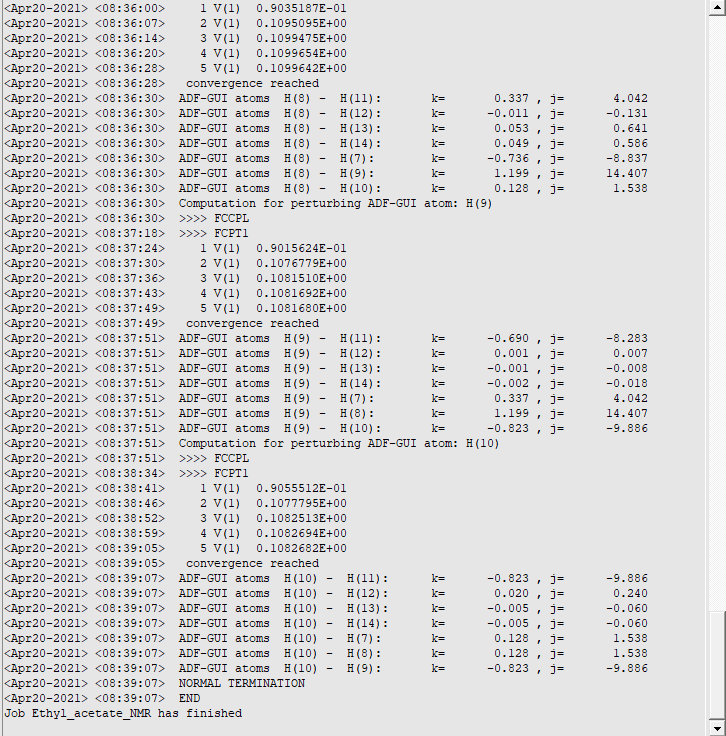 <Apr20-2021> <08:36:00>     1 V(1)  0.9035187E-01
<Apr20-2021> <08:36:07>     2 V(1)  0.1095095E+00
<Apr20-2021> <08:36:14>     3 V(1)  0.1099475E+00
<Apr20-2021> <08:36:20>     4 V(1)  0.1099654E+00
<Apr20-2021> <08:36:28>     5 V(1)  0.1099642E+00
<Apr20-2021> <08:36:28>   convergence reached
<Apr20-2021> <08:36:30>  ADF-GUI atoms  H(8) -  H(11):       k=       0.337 , j=       4.042
<Apr20-2021> <08:36:30>  ADF-GUI atoms  H(8) -  H(12):       k=      -0.011 , j=      -0.131
<Apr20-2021> <08:36:30>  ADF-GUI atoms  H(8) -  H(13):       k=       0.053 , j=       0.641
<Apr20-2021> <08:36:30>  ADF-GUI atoms  H(8) -  H(14):       k=       0.049 , j=       0.586
<Apr20-2021> <08:36:30>  ADF-GUI atoms  H(8) -  H(7):       k=      -0.736 , j=      -8.837
<Apr20-2021> <08:36:30>  ADF-GUI atoms  H(8) -  H(9):       k=       1.199 , j=      14.407
<Apr20-2021> <08:36:30>  ADF-GUI atoms  H(8) -  H(10):       k=       0.128 , j=       1.538
<Apr20-2021> <08:36:30>  Computation for perturbing ADF-GUI atom: H(9)
<Apr20-2021> <08:36:30>  >>>> FCCPL
<Apr20-2021> <08:37:18>  >>>> FCPT1
<Apr20-2021> <08:37:24>     1 V(1)  0.9015624E-01
<Apr20-2021> <08:37:30>     2 V(1)  0.1076779E+00
<Apr20-2021> <08:37:36>     3 V(1)  0.1081510E+00
<Apr20-2021> <08:37:43>     4 V(1)  0.1081692E+00
<Apr20-2021> <08:37:49>     5 V(1)  0.1081680E+00
<Apr20-2021> <08:37:49>   convergence reached
<Apr20-2021> <08:37:51>  ADF-GUI atoms  H(9) -  H(11):       k=      -0.690 , j=      -8.283
<Apr20-2021> <08:37:51>  ADF-GUI atoms  H(9) -  H(12):       k=       0.001 , j=       0.007
<Apr20-2021> <08:37:51>  ADF-GUI atoms  H(9) -  H(13):       k=      -0.001 , j=      -0.008
<Apr20-2021> <08:37:51>  ADF-GUI atoms  H(9) -  H(14):       k=      -0.002 , j=      -0.018
<Apr20-2021> <08:37:51>  ADF-GUI atoms  H(9) -  H(7):       k=       0.337 , j=       4.042
<Apr20-2021> <08:37:51>  ADF-GUI atoms  H(9) -  H(8):       k=       1.199 , j=      14.407
<Apr20-2021> <08:37:51>  ADF-GUI atoms  H(9) -  H(10):       k=      -0.823 , j=      -9.886
<Apr20-2021> <08:37:51>  Computation for perturbing ADF-GUI atom: H(10)
<Apr20-2021> <08:37:51>  >>>> FCCPL
<Apr20-2021> <08:38:34>  >>>> FCPT1
<Apr20-2021> <08:38:41>     1 V(1)  0.9055512E-01
<Apr20-2021> <08:38:46>     2 V(1)  0.1077795E+00
<Apr20-2021> <08:38:52>     3 V(1)  0.1082513E+00
<Apr20-2021> <08:38:59>     4 V(1)  0.1082694E+00
<Apr20-2021> <08:39:05>     5 V(1)  0.1082682E+00
<Apr20-2021> <08:39:05>   convergence reached
<Apr20-2021> <08:39:07>  ADF-GUI atoms  H(10) -  H(11):       k=      -0.823 , j=      -9.886
<Apr20-2021> <08:39:07>  ADF-GUI atoms  H(10) -  H(12):       k=       0.020 , j=       0.240
<Apr20-2021> <08:39:07>  ADF-GUI atoms  H(10) -  H(13):       k=      -0.005 , j=      -0.060
<Apr20-2021> <08:39:07>  ADF-GUI atoms  H(10) -  H(14):       k=      -0.005 , j=      -0.060
<Apr20-2021> <08:39:07>  ADF-GUI atoms  H(10) -  H(7):       k=       0.128 , j=       1.538
<Apr20-2021> <08:39:07>  ADF-GUI atoms  H(10) -  H(8):       k=       0.128 , j=       1.538
<Apr20-2021> <08:39:07>  ADF-GUI atoms  H(10) -  H(9):       k=      -0.823 , j=      -9.886
<Apr20-2021> <08:39:07>  NORMAL TERMINATION
<Apr20-2021> <08:39:07>  END
Job Ethyl_acetate_NMR has finished